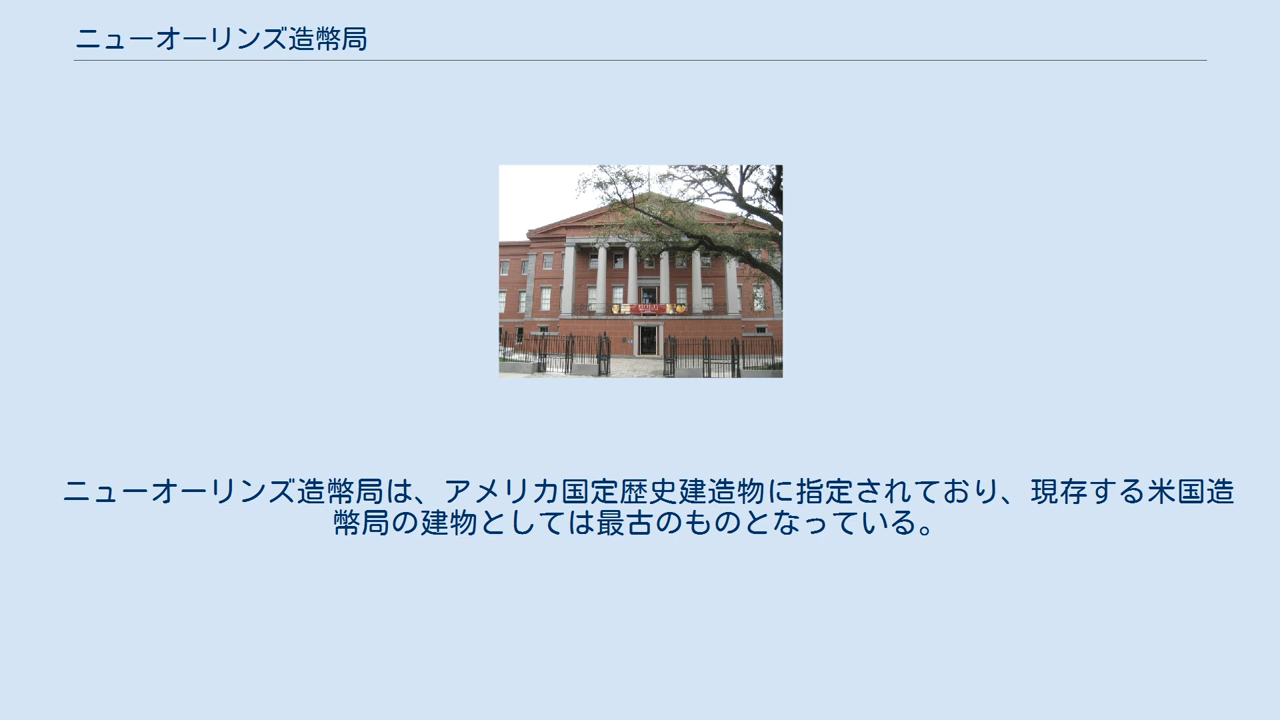 ニューオーリンズ造幣局
ニューオーリンズ造幣局は、アメリカ国定歴史建造物に指定されており、現存する米国造
幣局の建物としては最古のものとなっている。